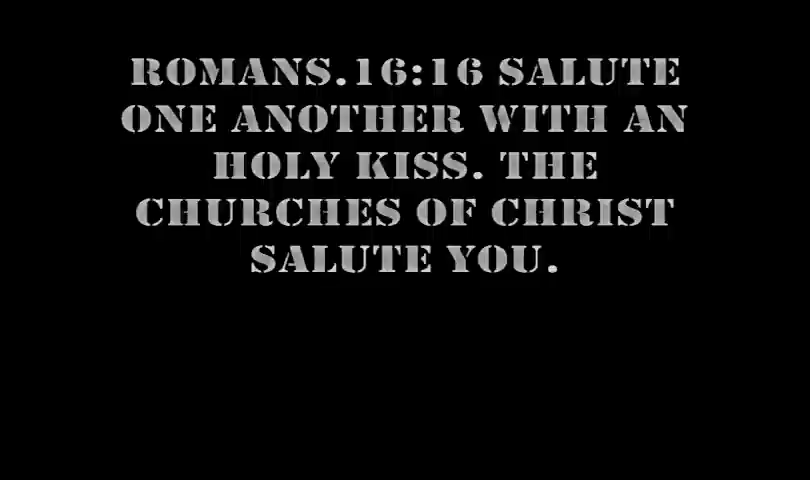 ROMANS.16:16 SALUTE
ONE ANOTHER WITH AN
HOLY KISS. THE
CHURCHES OF CHRIST
SALUTE YOU.